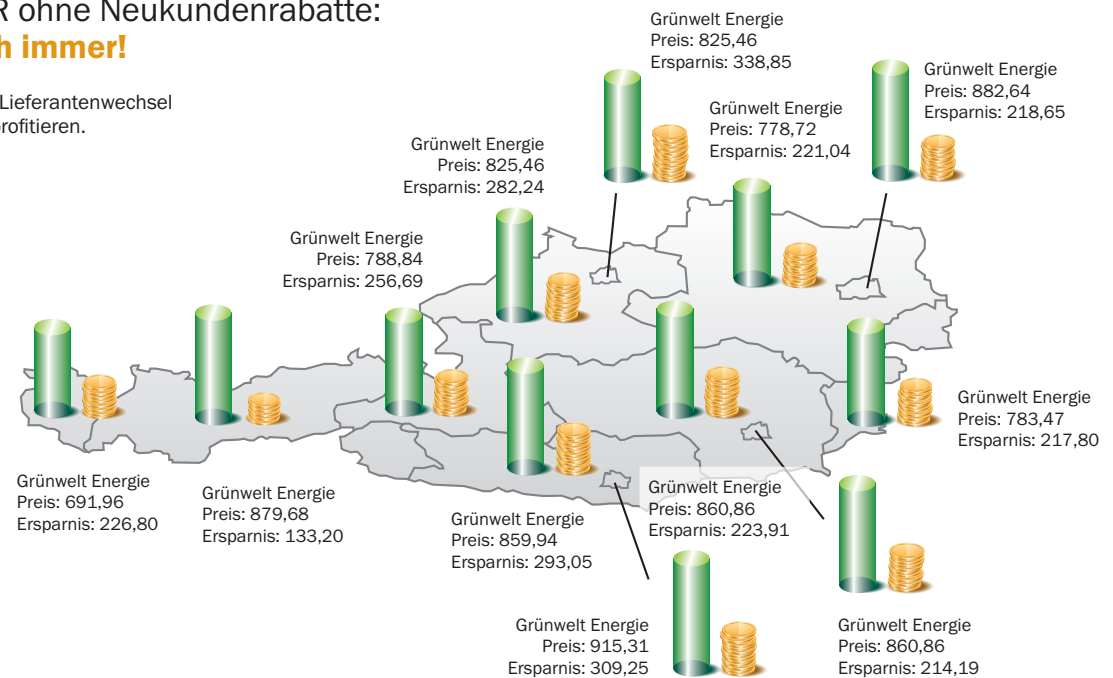 R ohne Neukundenrabatte:
h immer!
Lieferantenwechsel
profitieren.
Grünwelt Energie
Preis: 825,46
Ersparnis: 338,85
Grünwelt Energie
Preis: 882,64
Ersparnis: 218,65
Grünwelt Energie
Preis: 778,72
Ersparnis: 221,04
Grünwelt Energie
Preis: 825,46
Ersparnis: 282,24
Grünwelt Energie
Preis: 788,84
Ersparnis: 256,69
Grünwelt Energie
Preis: 783,47
Ersparnis: 217,80
Grünwelt Energie
Preis: 691,96
Ersparnis: 226,80
Grünwelt Energie
Preis: 879,68
Ersparnis: 133,20
Grünwelt Energie
Preis: 859,94
Ersparnis: 293,05
Grünwelt Energie
Preis: 860,86
Ersparnis: 223,91
Grünwelt Energie
Preis: 915,31
Ersparnis: 309,25
Grünwelt Energie
Preis: 860,86
Ersparnis: 214,19